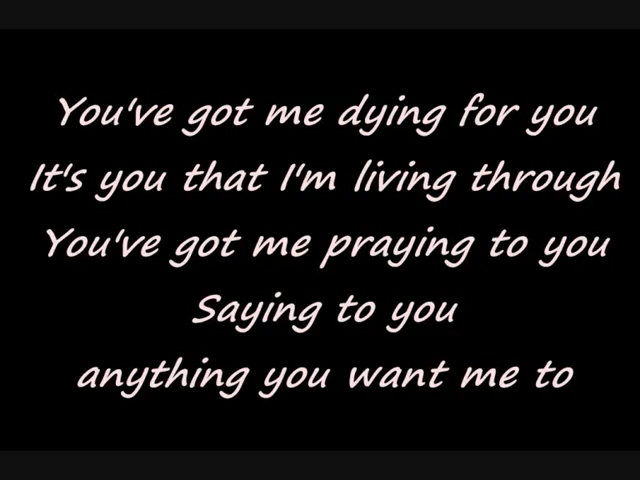 You've got me dying for you
It's you that I'm living through
You've got me praying to you
Saying to you
anything you want me to